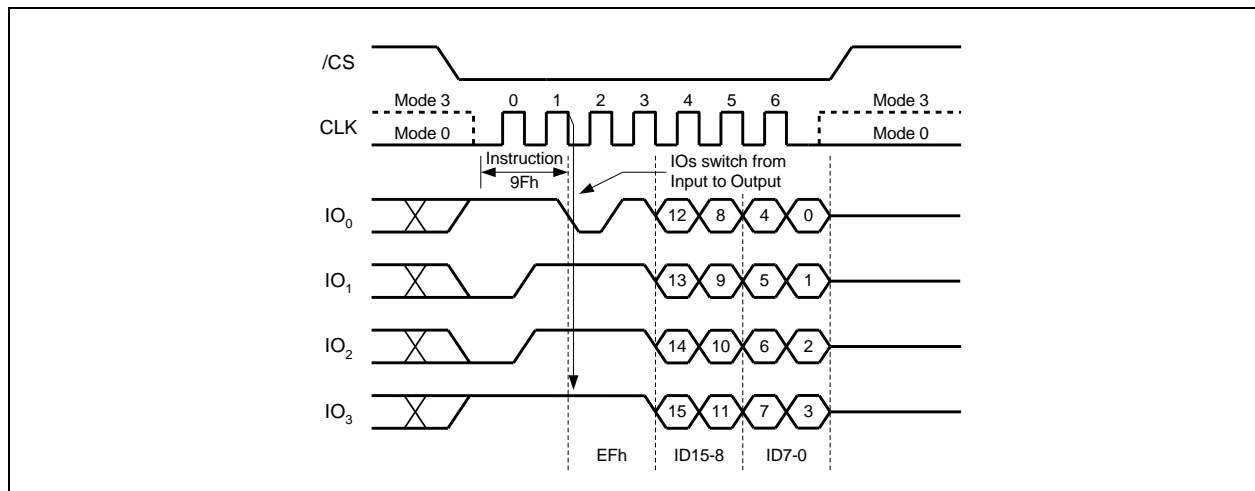 /CS
Mode 3 0 1 2 3 4 5 6 Mode 3
CLK
Mode 0 Mode 0
Instruction IOs switch from
9Fh Input to Output
IO0 12 8 4 0
IO1 13 9 5 1
IO2 14 10 6 2
IO3 15 11 7 3
EFh ID15-8 ID7-0